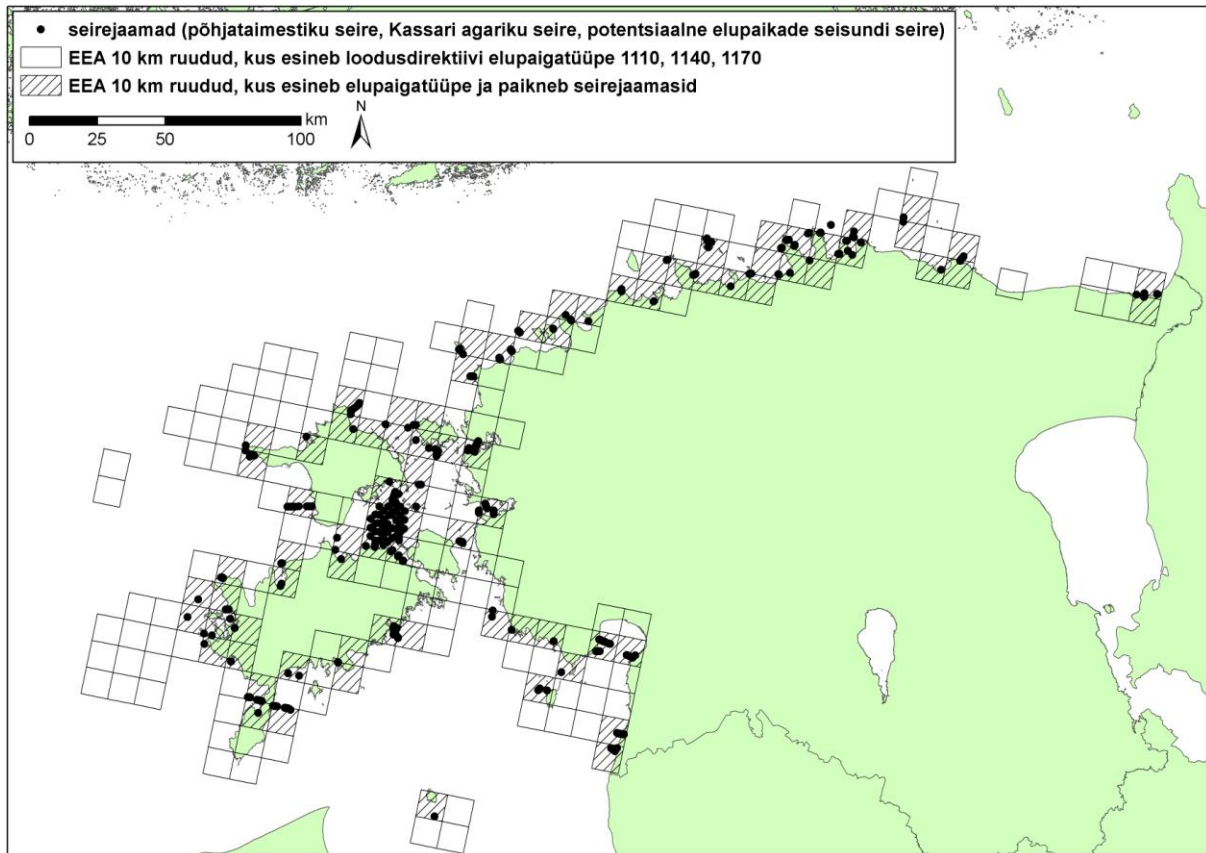 seirejaamad (põhjataimestiku seire, Kassari agariku seire, potentsiaalne elupaikade seisundi seire)
EEA 10 km ruudud, kus esineb loodusdirektiivi elupaigatüüpe 1110, 1140, 1170
EEA 10 km ruudud, kus esineb elupaigatüüpe ja paikneb seirejaamasid
N
km
0 25 50 100